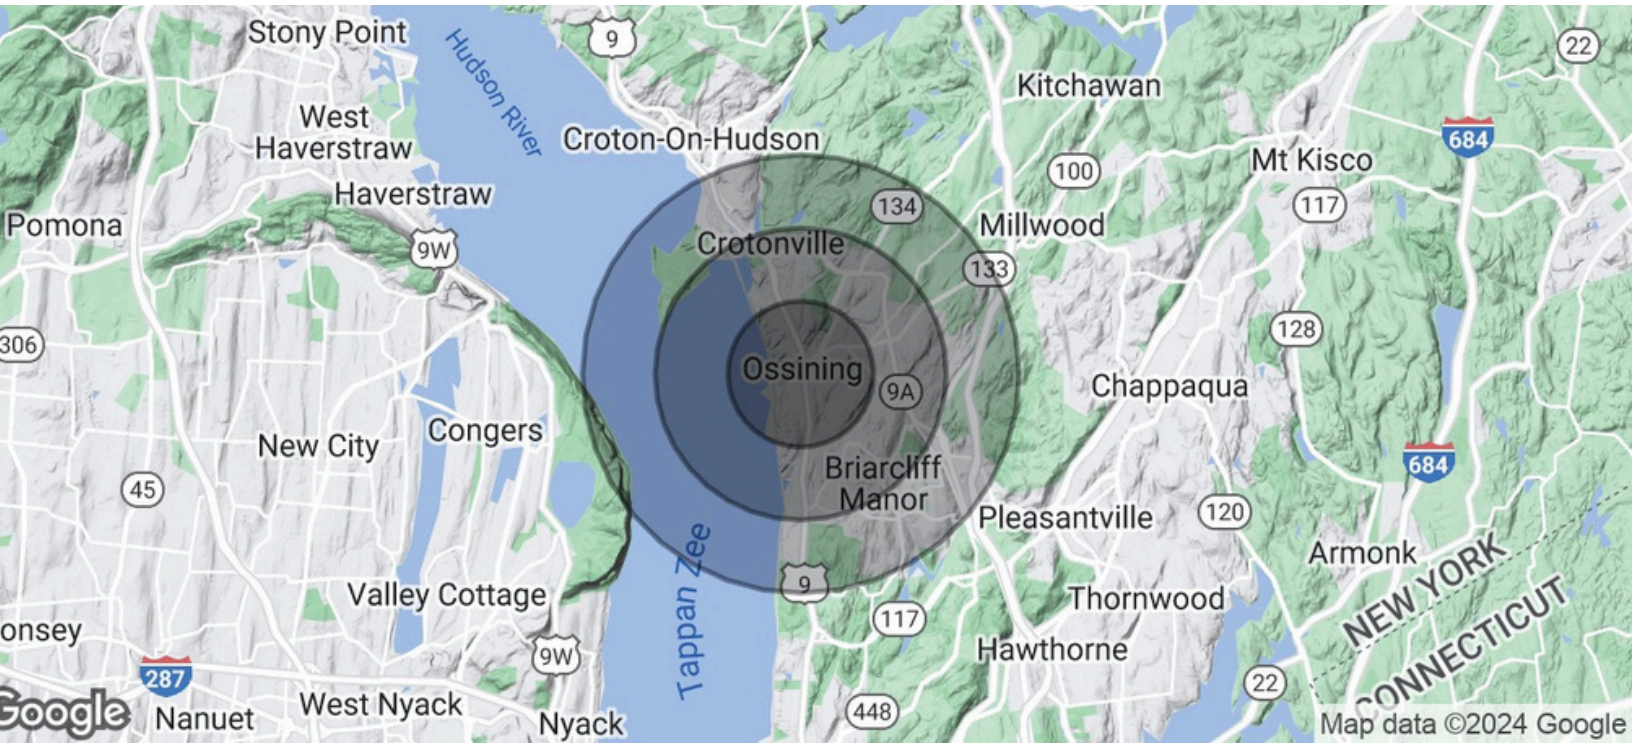 Stony Point
9
22
Hudson River
Kitchawan
West
Haverstraw
Croton-On-Hudson
684
Mt Kisco
100
Haverstraw
134
117
Pomona
Millwood
9W
Crotonville
133
306
128
Ossining
9A
Chappaqua
New City
Congers
Briarcliff
Manor
684
45
Pleasantville
120
Tappan Zee
Armonk
NEW YORK
CONNECTICUT
Valley Cottage
9
Thornwood
117
onsey
Hawthorne
9W
287
22
Google
Nanuet
West Nyack
Nyack
448
Map data ©2024 Google